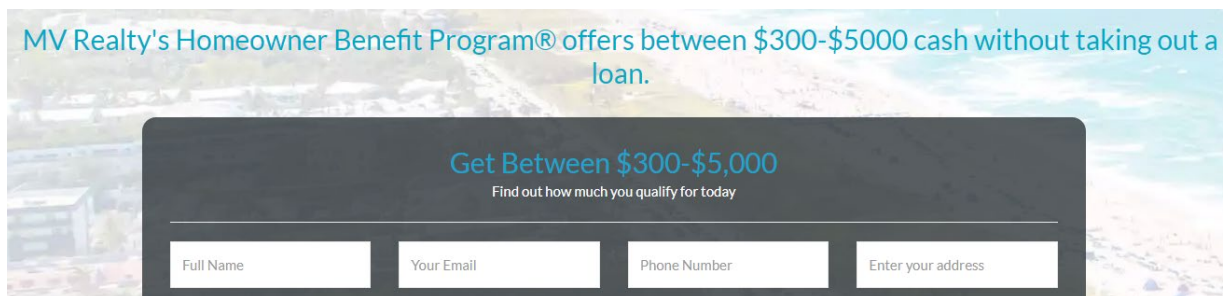 MV Realty's Homeowner Benefit Program® offers between $300-$5000 cash without taking out a
loan.
Get Between $300-$5,000
Find out how much you qualify for today
Full Name
Your Email
Phone Number
Enter your address